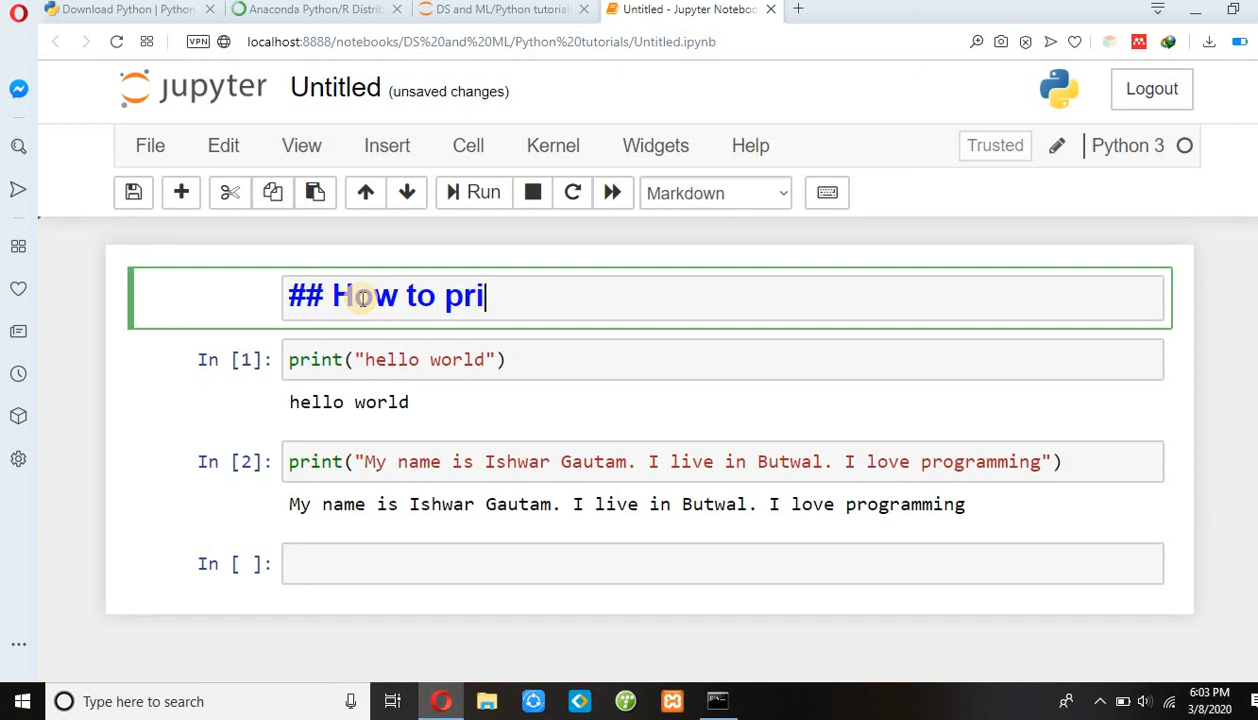 Download Python | Python.
Anaconda Python/R Distrib
DS and ML/Python tutorial
Untitled - Jupyter Noteboo
VPN
localhost:8888/notebooks/DS%20and%20ML/Python%20tutorials/Untitled.ipynb
jupyter Untitled (unsaved changes)
Logout
File Edit View Insert Cell Kernel Widgets Help
Trusted
Python 3
Run
Markdown
## How to pri
In [1]: print("hello world")
hello world
In [2]: print("My name is Ishwar Gautam. I live in Butwal. I love programming")
My name is Ishwar Gautam. I live in Butwal. I love programming
In [ ]:
Type here to search
6:03 PM
3/8/2020